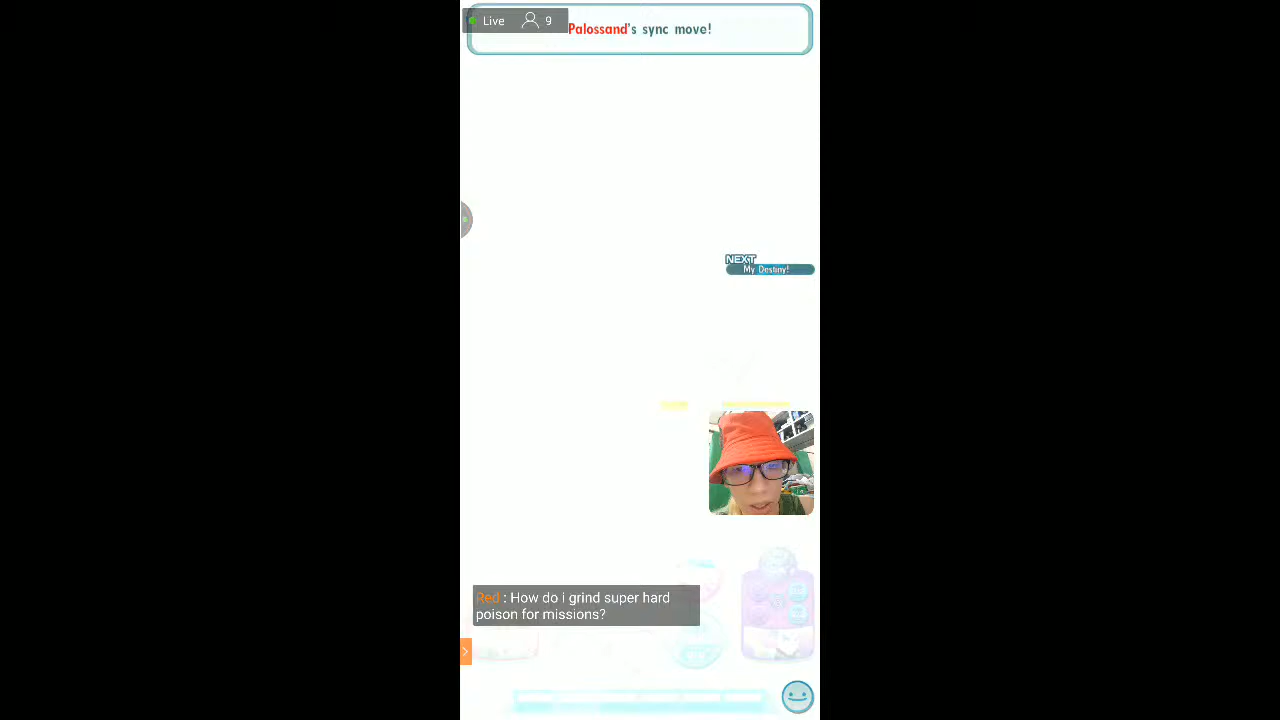 Live 9
Palossand's sync move!
NEXT
My Destiny!
Red : How do i grind super hard
poison for missions?